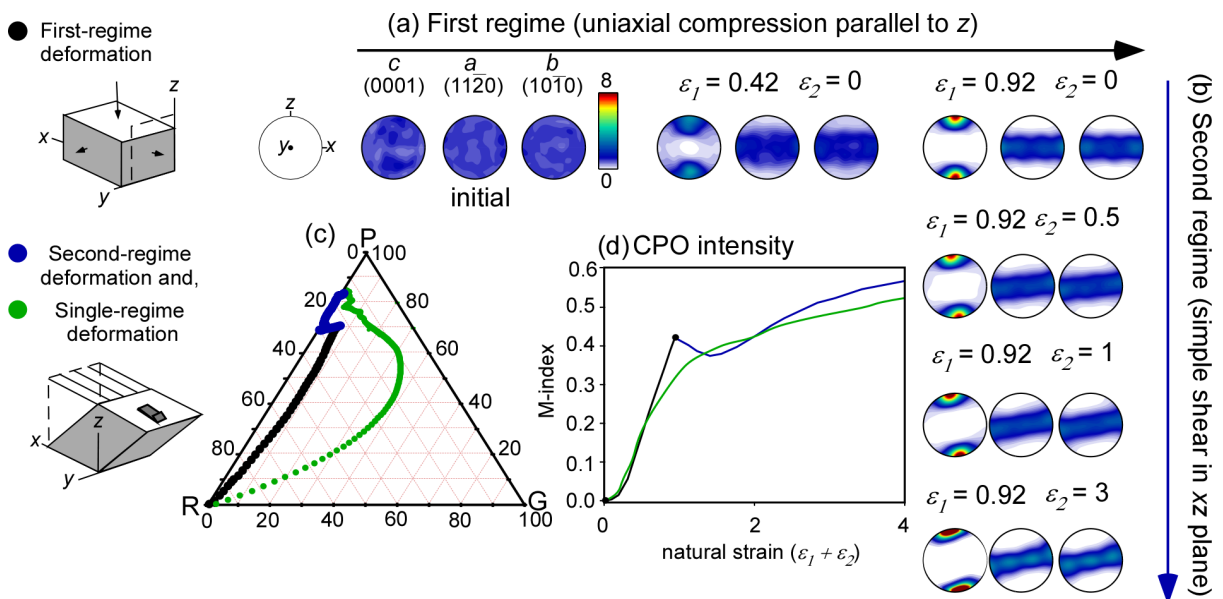 (a) First regime (uniaxial compression parallel to z)
First-regime
deformation
z
x
y
z
y
x
c
(0001)
a
(112̅0)
b
(101̅0)
initial
8
0
ε1 = 0.42 ε2 = 0
ε1 = 0.92 ε2 = 0
(b) Second regime (simple shear in xz plane)
Second-regime
deformation and,
Single-regime
deformation
z
x
y
(c)
P
0 100
20 80
40 60
60 40
80 20
R G
0 20 40 60 80 100
(d) CPO intensity
M-index
0.6
0.5
0.4
0.3
0.2
0.1
0.0
0 2 4
natural strain (ε1 + ε2)
ε1 = 0.92 ε2 = 0.5
ε1 = 0.92 ε2 = 1
ε1 = 0.92 ε2 = 3